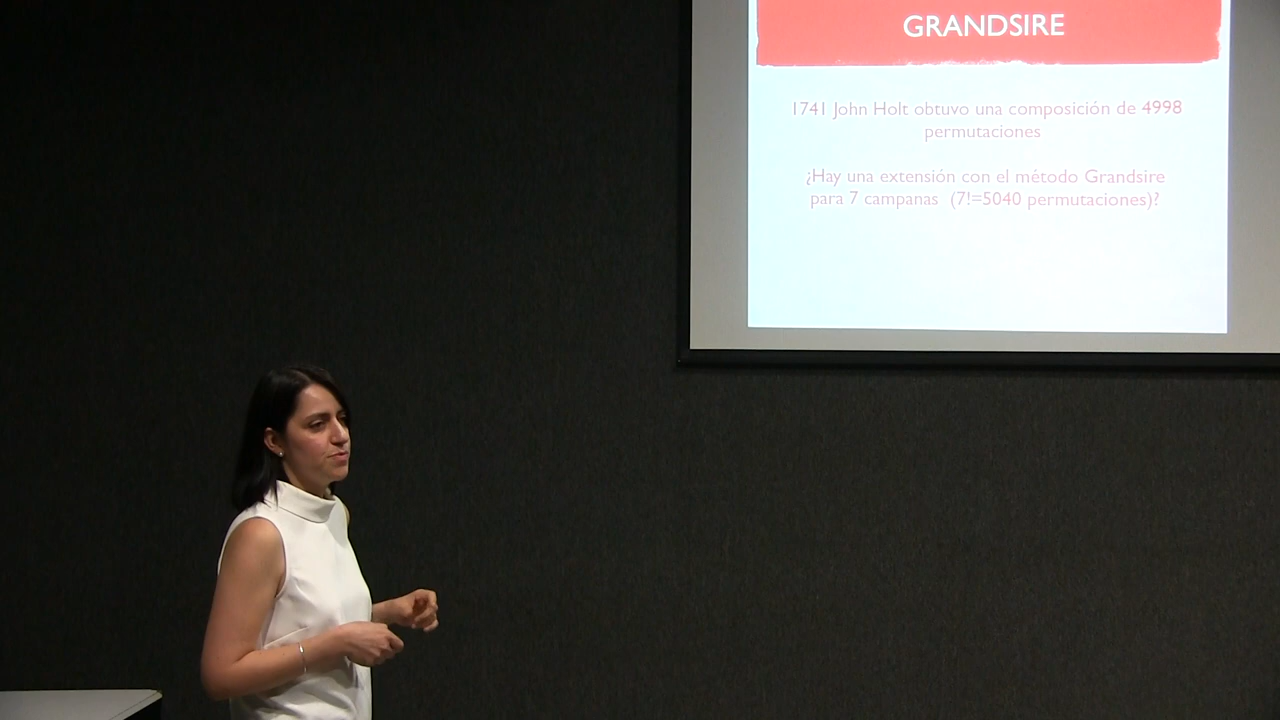 GRANDSIRE
1741 John Holt obtuvo una composición de 4998
permutaciones
¿Hay una extensión con el método Grandsire
para 7 campanas (7!=5040 permutaciones)?